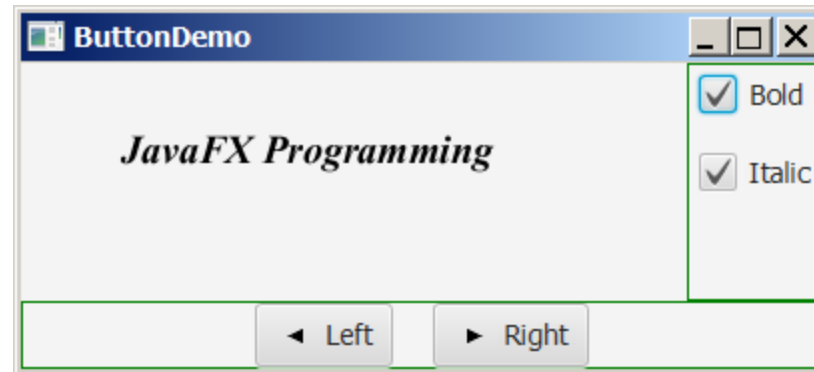 ButtonDemo
Bold
JavaFX Programming
Italic
Left
Right